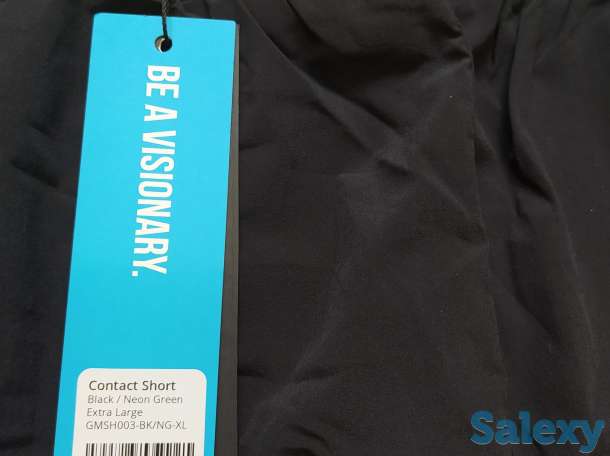 BE A VISIONARY.
Contact Short
Black / Neon Green
Extra Large
GMSH003-BK/NG-XL
Salexy